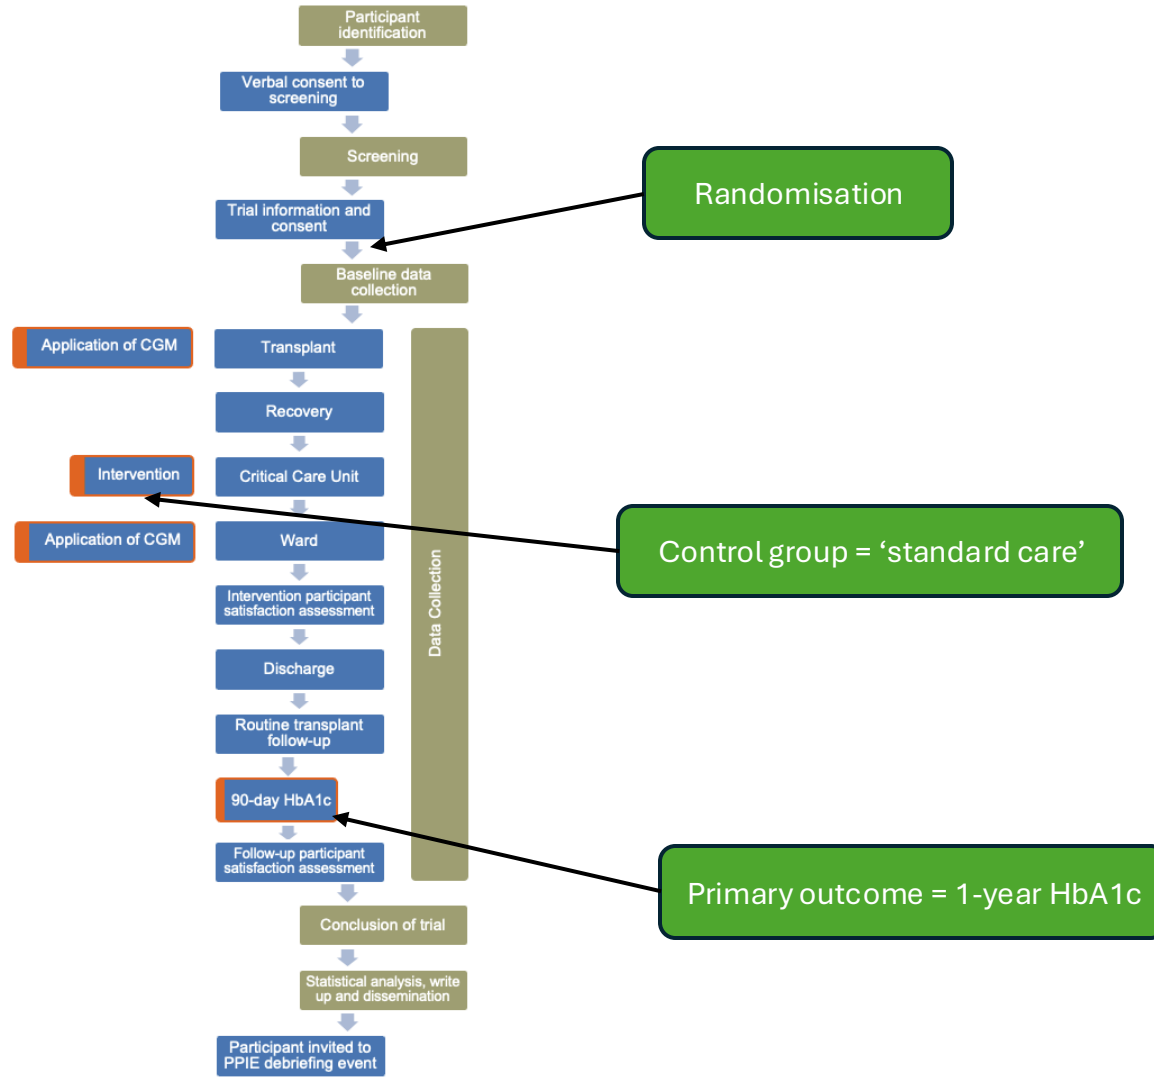 Participant
identification
Verbal consent to
screening
Screening
Randomisation
Trial information and
consent
Baseline data
collection
Application of CGM
Transplant
Recovery
Intervention
Critical Care Unit
Application of CGM
Ward
Control group = ‘standard care’
Data Collection
Intervention participant
satisfaction assessment
Discharge
Routine transplant
follow-up
90-day HbA1c
Follow-up participant
satisfaction assessment
Primary outcome = 1-year HbA1c
Conclusion of trial
Statistical analysis, write
up and dissemination
Participant invited to
PPIE debriefing event